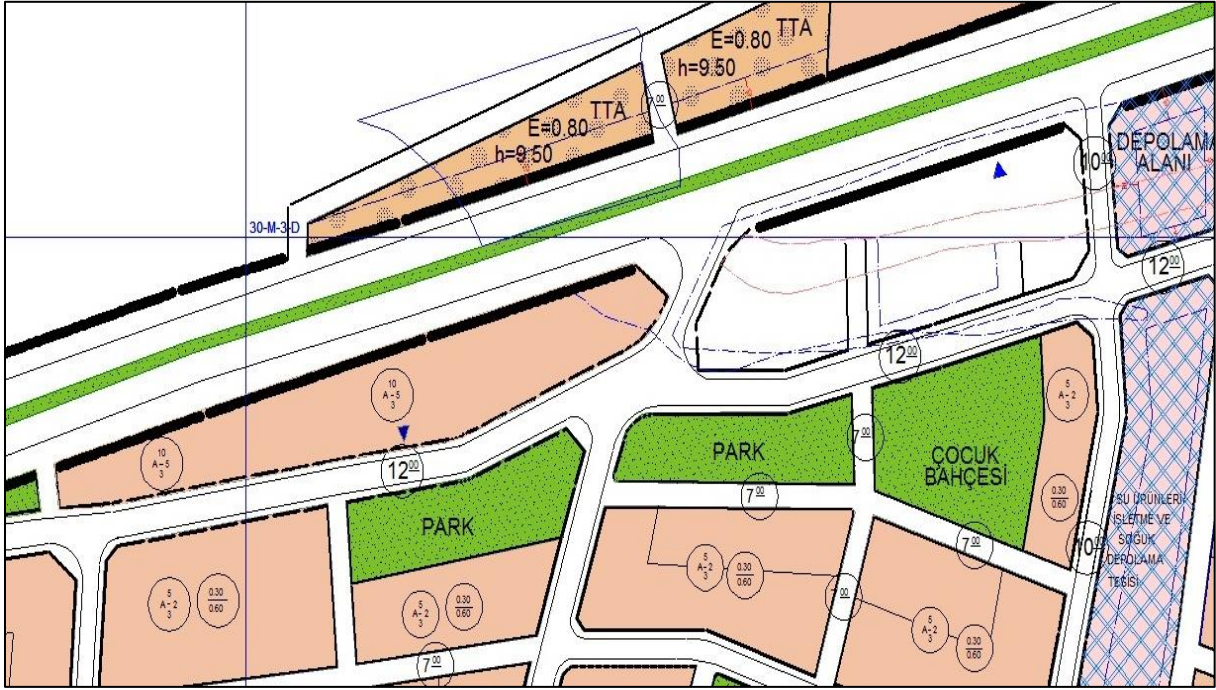 E=0.80 TTA
h=9.50
7.00
TTA
E=0.80
h=9.50
10.00
DEPOLAMA
ALANI
30-M-3-D
12.00
12.00
10
A-5
3
5
A-2
3
7.00
PARK
ÇOCUK
BAHÇESİ
10
A-5
3
12.00
7.00
0.30
0.60
SU ÜRÜNLERİ
İŞLETME VE
SOĞUK
DEPOLAMA
TESİSİ
PARK
7.00
10.00
5
A-2
3
0.30
0.60
5
A-2
3
0.30
0.60
5
A-2
3
0.30
0.60
5
A-2
3
0.30
0.60
7.00